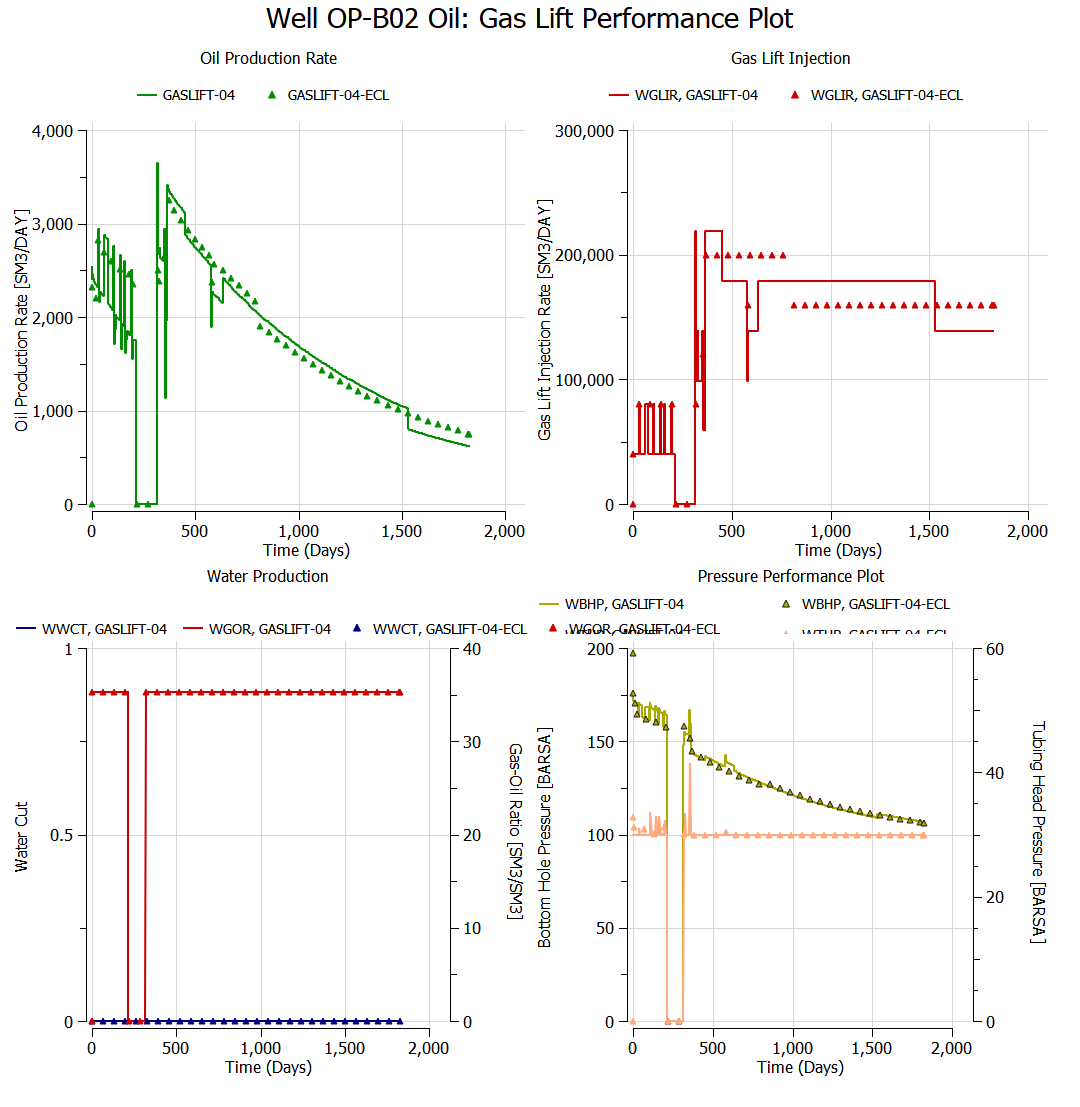 Well OP-B02 Oil: Gas Lift Performance Plot
Oil Production Rate
GASLIFT-04
GASLIFT-04-ECL
4,000
3,000
2,000
1,000
0
Oil Production Rate [SM3/DAY]
0
500
1,000
1,500
2,000
Time (Days)
Gas Lift Injection
WGLIR, GASLIFT-04
WGLIR, GASLIFT-04-ECL
300,000
200,000
100,000
0
Gas Lift Injection Rate [SM3/DAY]
0
500
1,000
1,500
2,000
Time (Days)
Water Production
WWCT, GASLIFT-04
WGOR, GASLIFT-04
WWCT, GASLIFT-04-ECL
WGOR, GASLIFT-04-ECL
1
0.5
0
Water Cut
40
30
20
10
0
Gas-Oil Ratio [SM3/SM3]
0
500
1,000
1,500
2,000
Time (Days)
Pressure Performance Plot
WBHP, GASLIFT-04
WBHP, GASLIFT-04-ECL
200
150
100
50
0
Bottom Hole Pressure [BARSA]
60
40
20
0
Tubing Head Pressure [BARSA]
0
500
1,000
1,500
2,000
Time (Days)